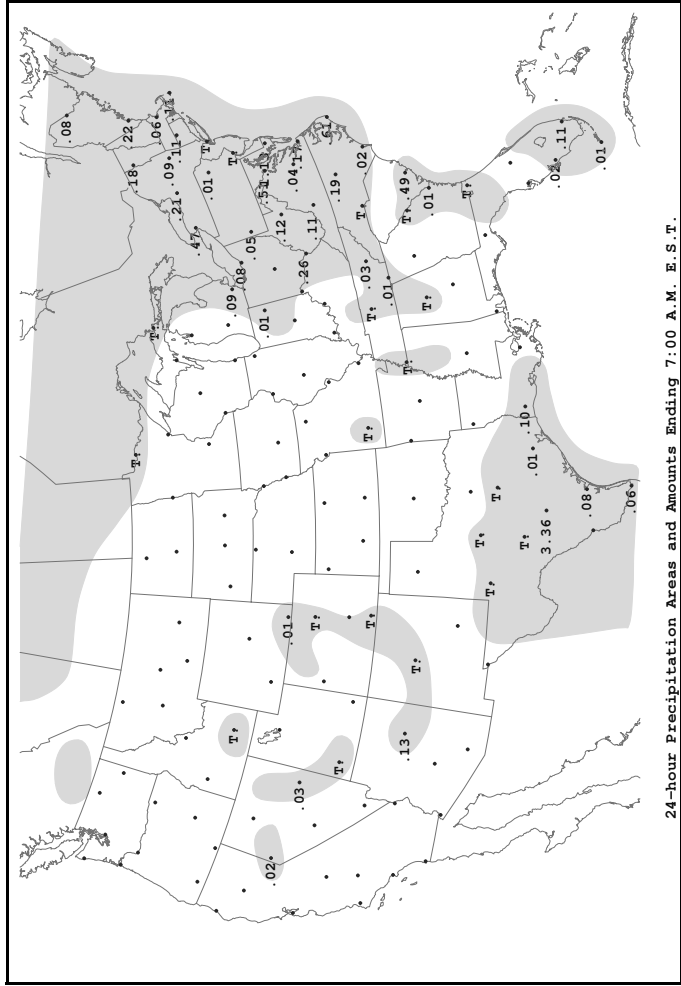 .08
.22
.18
T
.06
T
.09
.11
.21
.47
T
.01
T
.09
T
.08
.05
.51
.01
.02
.12
.01
.04
.17
.03
.26
.11
T
.61
.19
T
.02
T
.03
T
T
T
.01
.13
.49
T
T
T
T
.01
T
T
T
T
.10
T
.01
3.36
.02
.11
.08
.01
.06
24-hour Precipitation Areas and Amounts Ending 7:00 A.M. E.S.T.